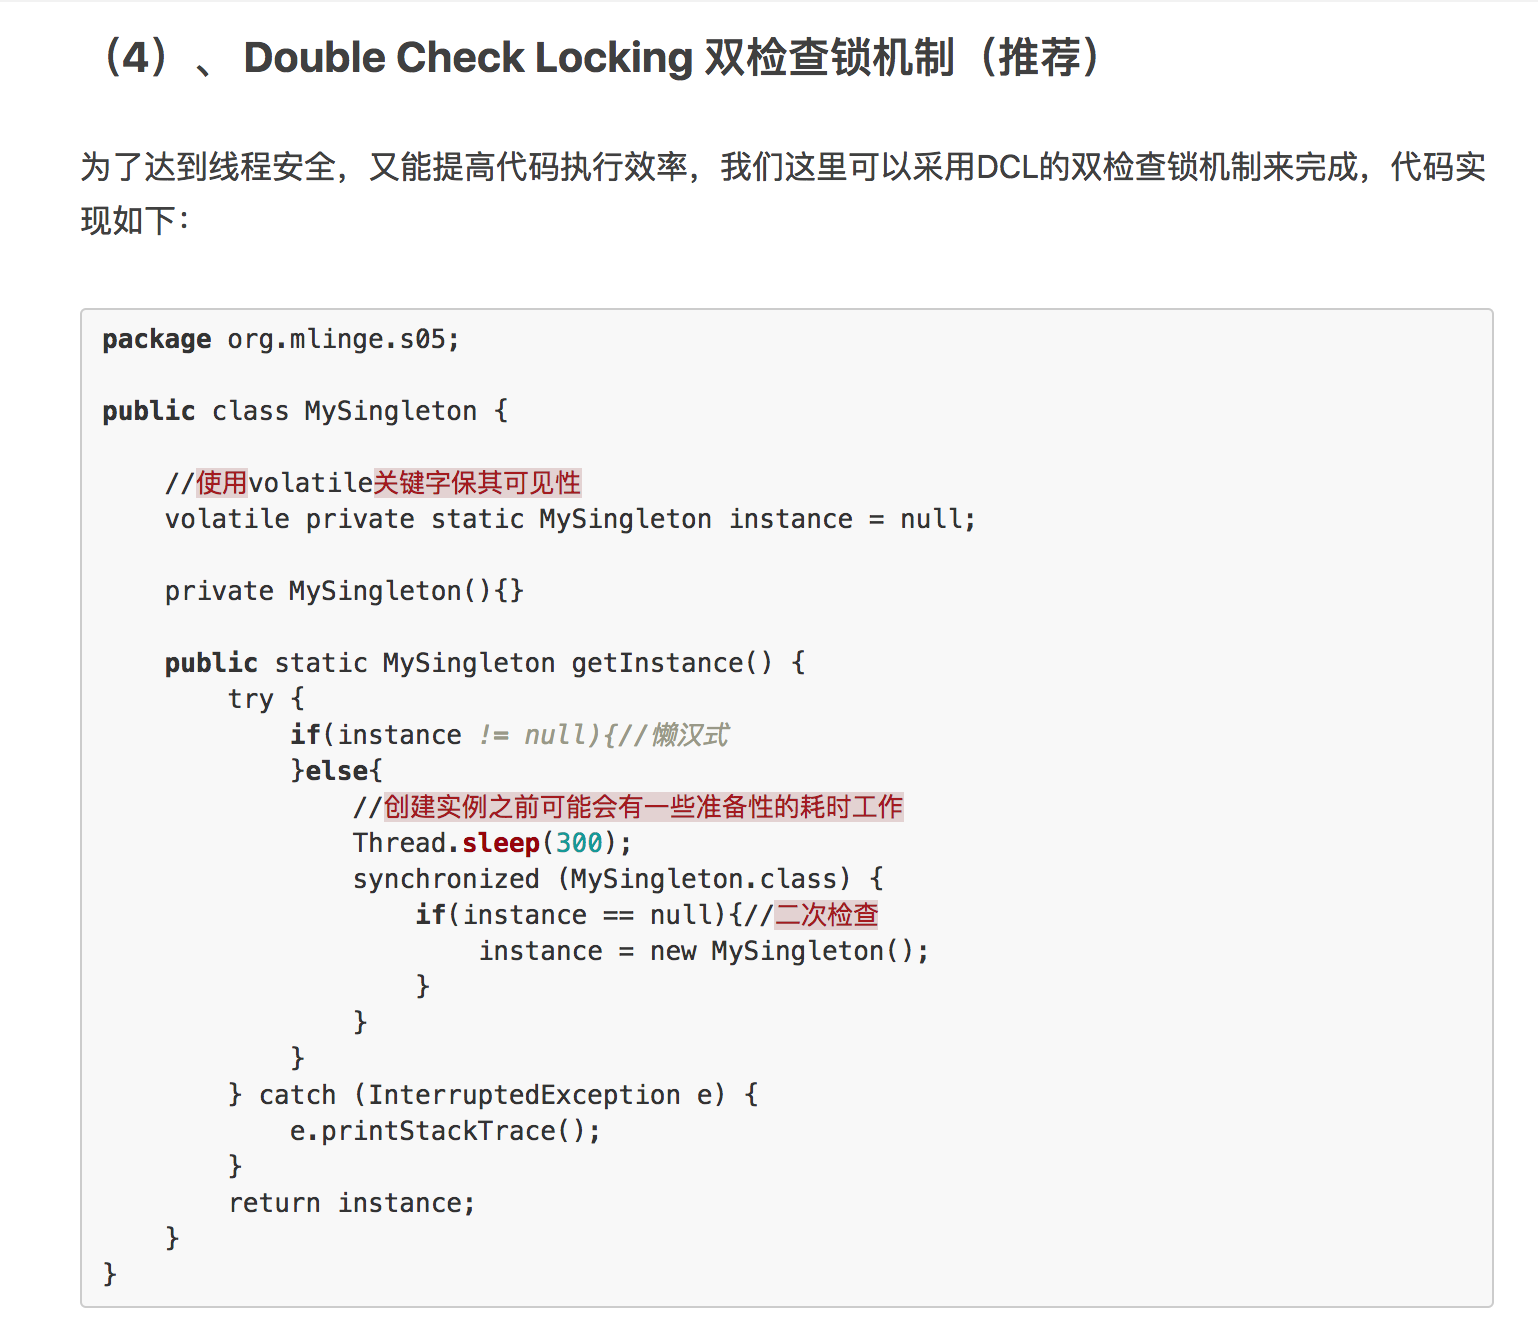 （4）、 Double Check Locking 双检查锁机制（推荐）
为了达到线程安全，又能提高代码执行效率，我们这里可以采用DCL的双检查锁机制来完成，代码实
现如下：
package org.mlinge.s05;
public class MySingleton {
//使用volatile关键字保其可见性
volatile private static MySingleton instance = null;
private MySingleton(){}
public static MySingleton getInstance() {
try {
if(instance != null){//懒汉式
}else{
//创建实例之前可能会有一些准备性的耗时工作
Thread.sleep(300);
synchronized (MySingleton.class) {
if(instance == null){//二次检查
instance = new MySingleton();
}
}
}
} catch (InterruptedException e) {
e.printStackTrace();
}
return instance;
}
}